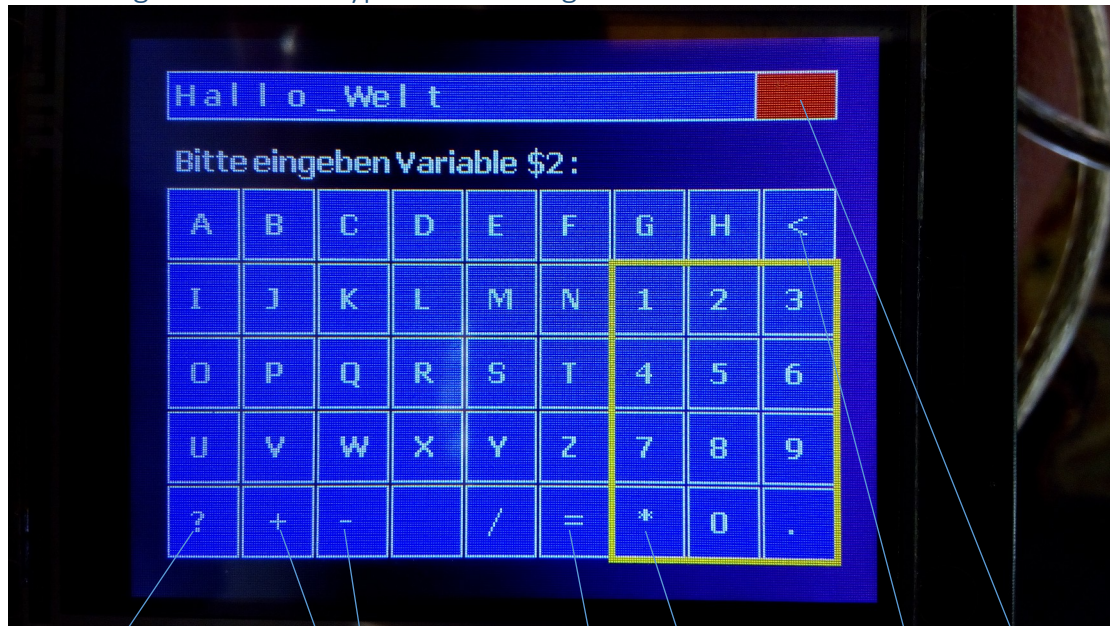 Hallo_Welt
Bitte eingeben Variable $2:
A B C D E F G H <
I J K L M N 1 2 3
O P Q R S T 4 5 6
U V W X Y Z 7 8 9
? + - / = * 0 .